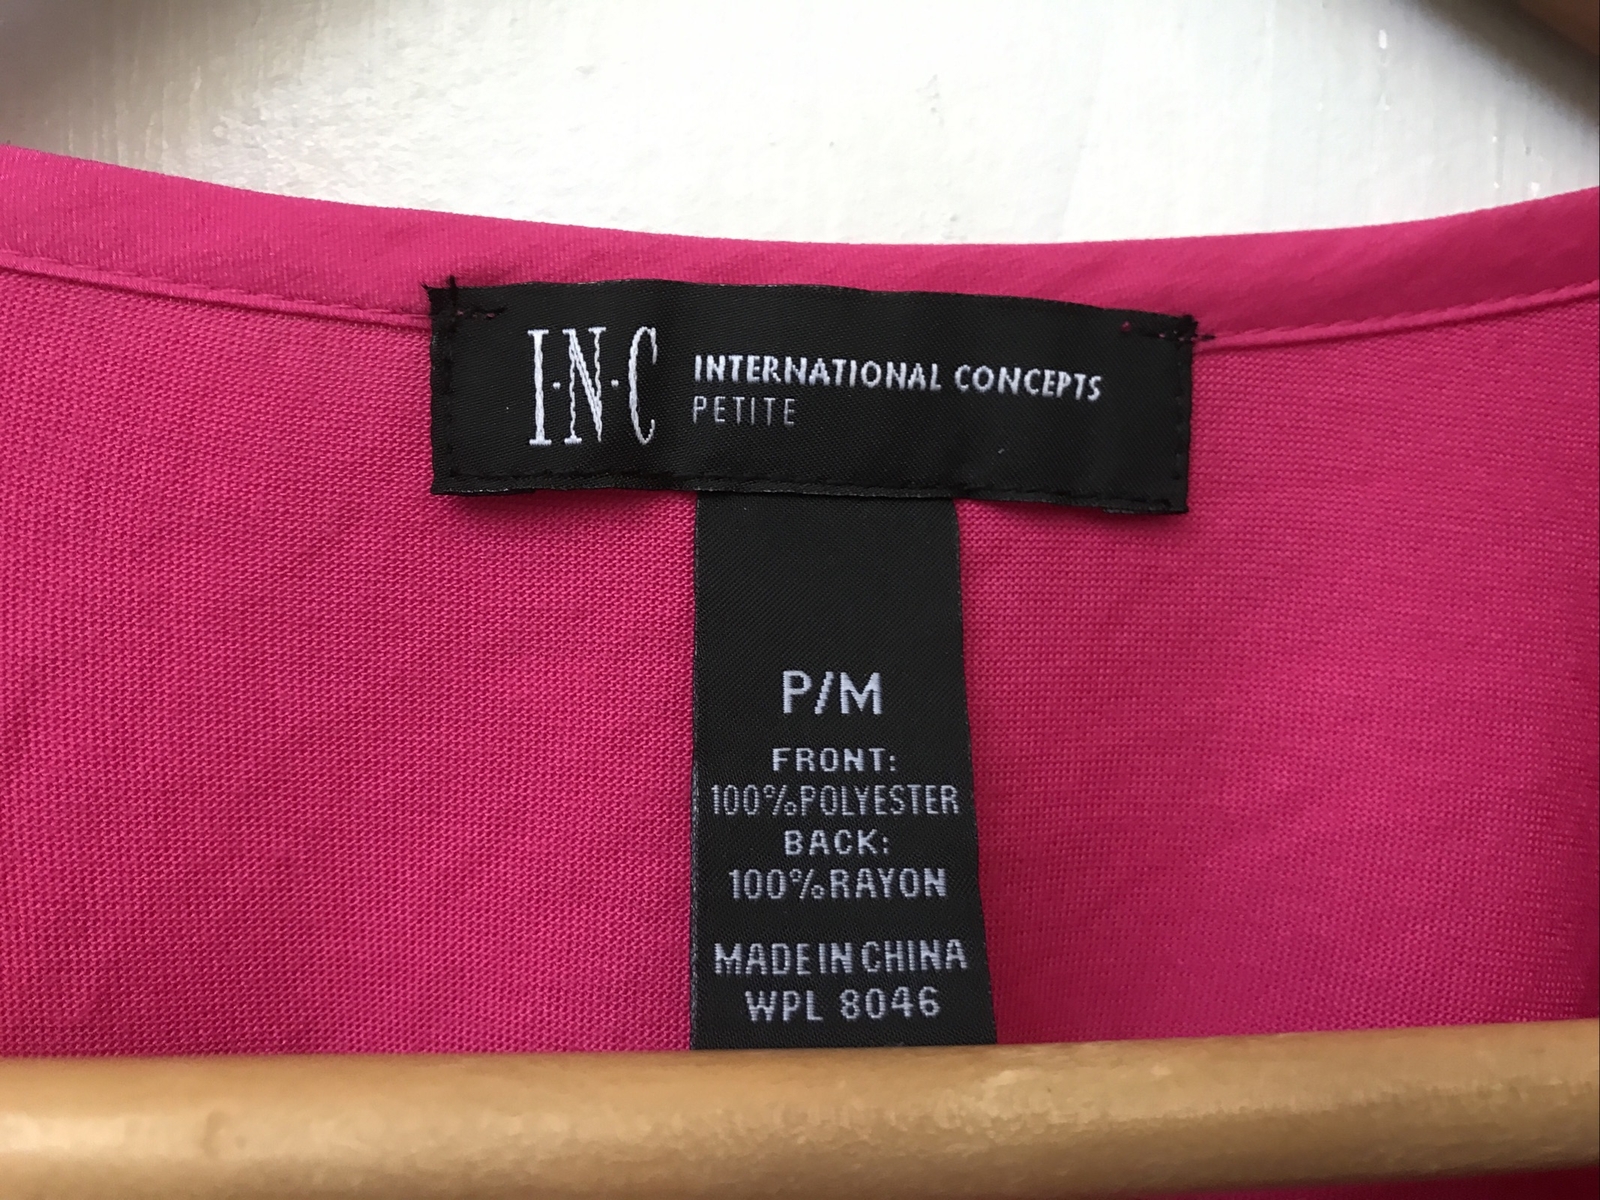 I·N·C INTERNATIONAL CONCEPTS
PETITE
P/M
FRONT:
100%POLYESTER
BACK:
100%RAYON
MADE IN CHINA
WPL 8046